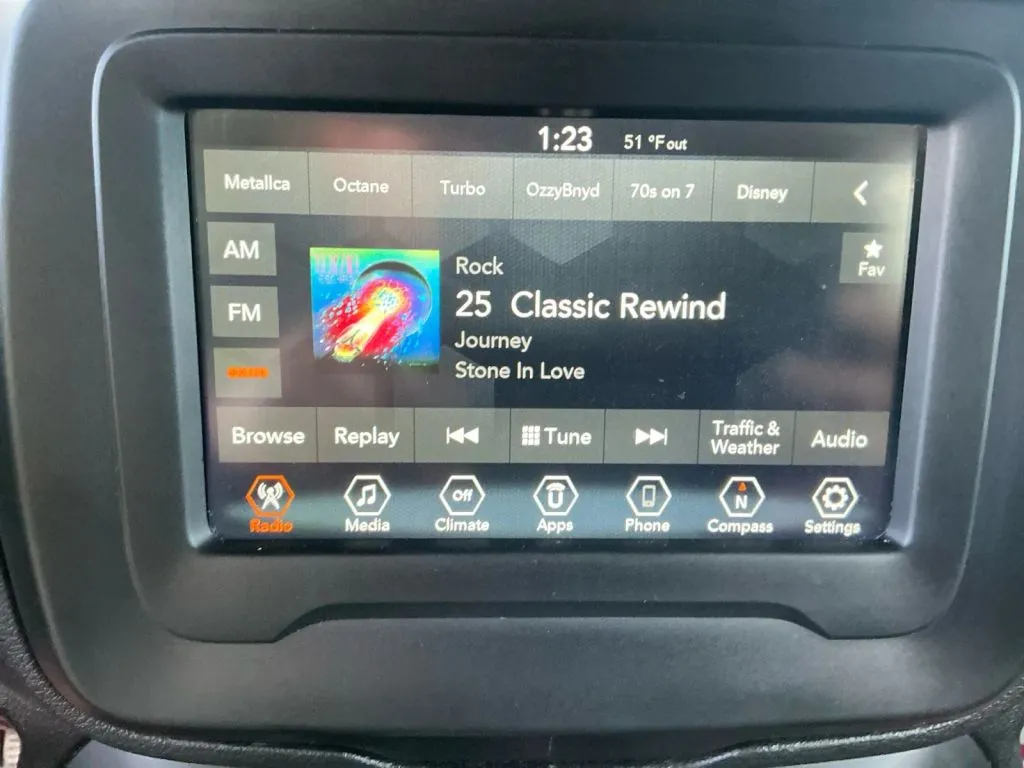 1:23 51 °F out
Metallca Octane Turbo OzzyBnyd 70s on 7 Disney
AM
Fav
Rock
25 Classic Rewind
FM
Journey
Stone In Love
Browse Replay Tune Traffic & Weather Audio
Off U N
Radio Media Climate Apps Phone Compass Settings